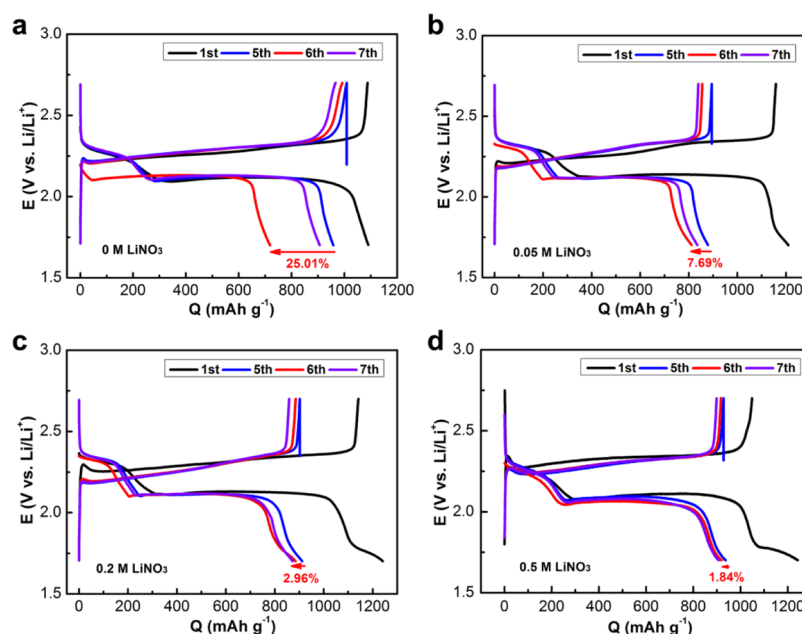 a
1st 5th 6th 7th
3.0
2.5
2.0
1.5
E (V vs. Li/Li⁺)
0 M LiNO₃
25.01%
0 200 400 600 800 1000 1200
Q (mAh g⁻¹)
b
1st 5th 6th 7th
3.0
2.5
2.0
1.5
E (V vs. Li/Li⁺)
0.05 M LiNO₃
7.69%
0 200 400 600 800 1000 1200
Q (mAh g⁻¹)
c
1st 5th 6th 7th
3.0
2.5
2.0
1.5
E (V vs. Li/Li⁺)
0.2 M LiNO₃
2.96%
0 200 400 600 800 1000 1200
Q (mAh g⁻¹)
d
1st 5th 6th 7th
3.0
2.5
2.0
1.5
E (V vs. Li/Li⁺)
0.5 M LiNO₃
1.84%
0 200 400 600 800 1000 1200
Q (mAh g⁻¹)